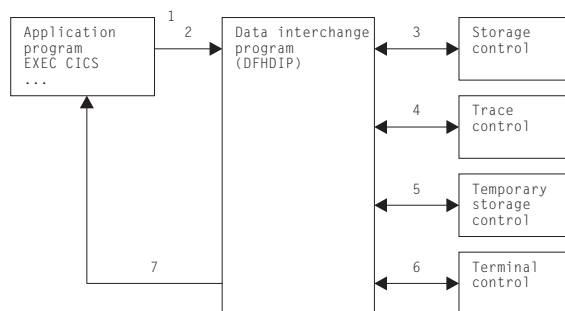 1
Application
program
EXEC CICS
...
2
Data interchange
program
(DFHDIP)
3
Storage
control
4
Trace
control
5
Temporary
storage
control
6
Terminal
control
7